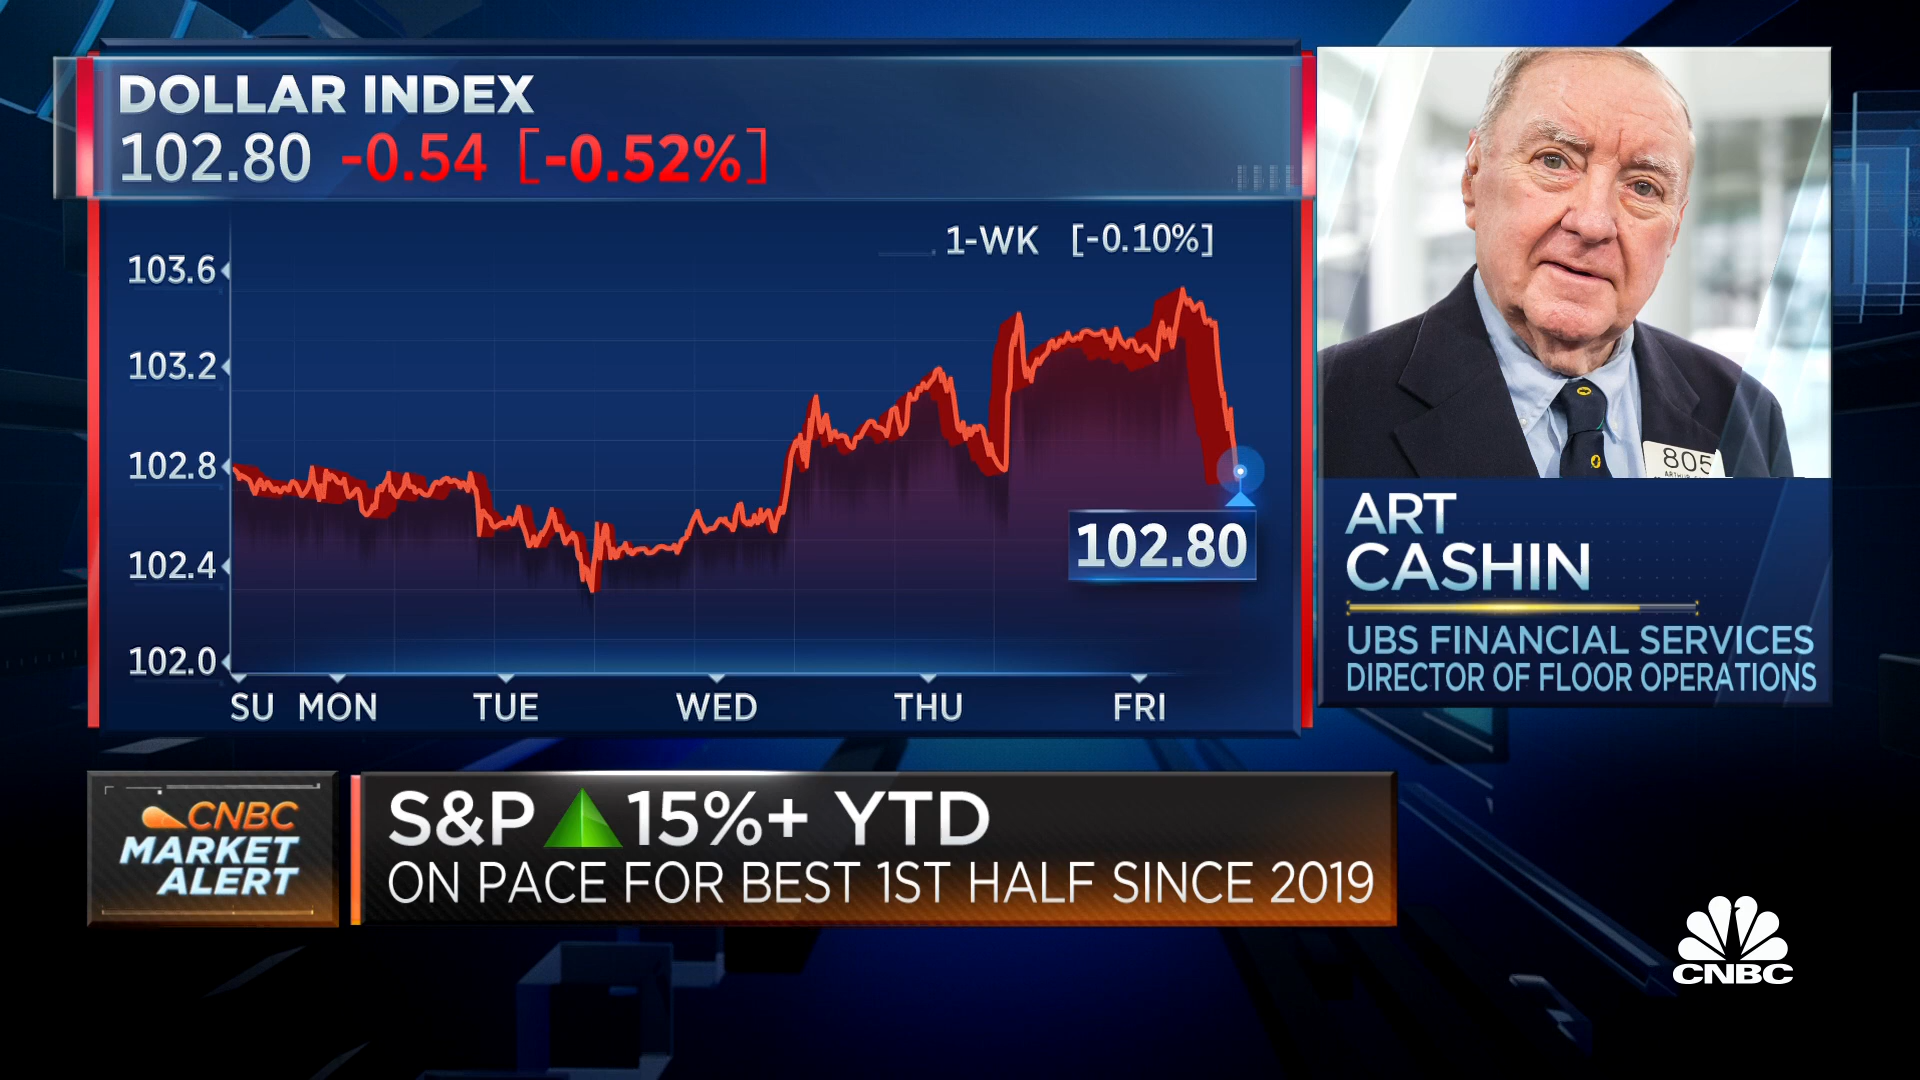 DOLLAR INDEX
102.80 -0.54 [-0.52%]
1-WK [-0.10%]
103.6
103.2
102.8
102.4
102.0
102.80
SU MON TUE WED THU FRI
805
ART
CASHIN
UBS FINANCIAL SERVICES
DIRECTOR OF FLOOR OPERATIONS
CNBC
MARKET
ALERT
S&P ▲15%+ YTD
ON PACE FOR BEST 1ST HALF SINCE 2019
CNBC